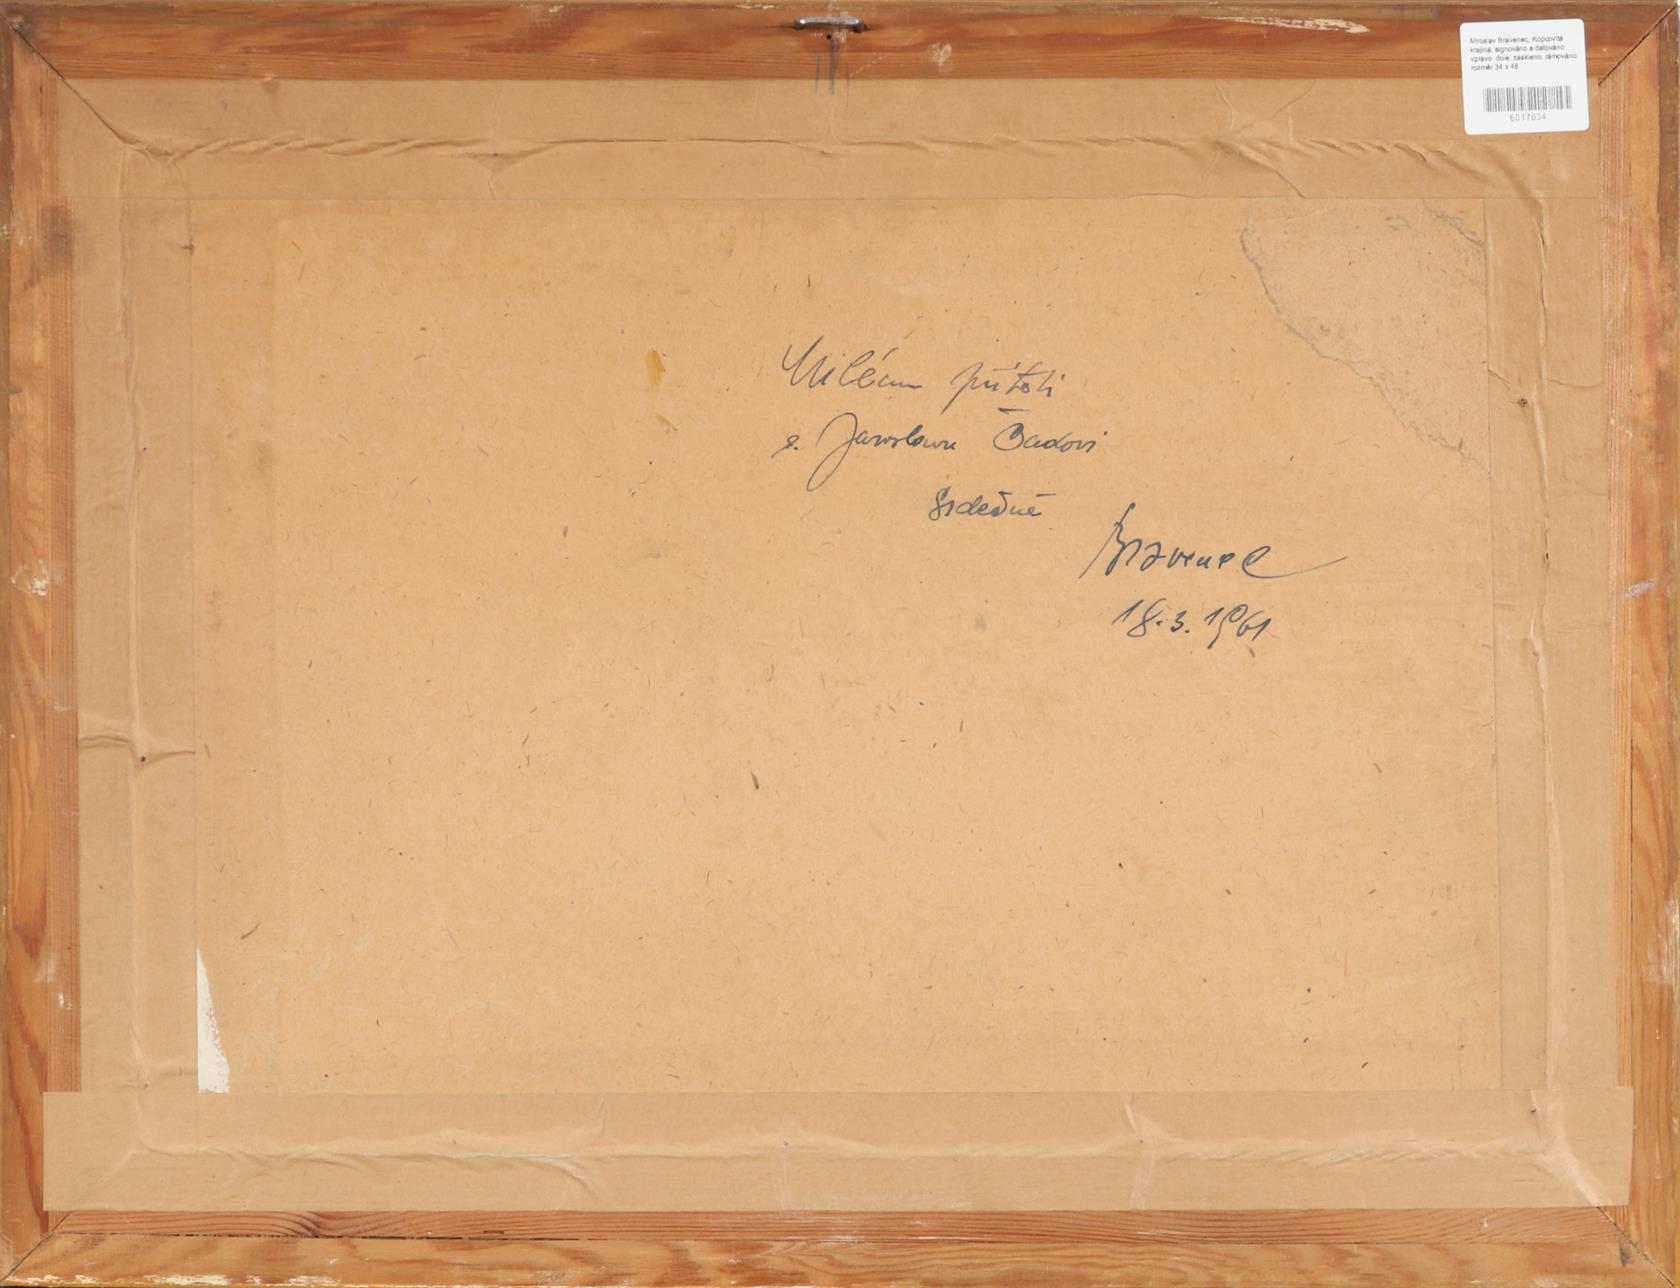 Miroslav Bravenec, Kopcovitá
krajina, signováno a datováno
vpravo dole, zaskleno, rámováno,
rozměr 34 x 48
6017634
Milému příteli
s. Jaroslavu Čadovi
srdečně
Bravenec
18.3.1961